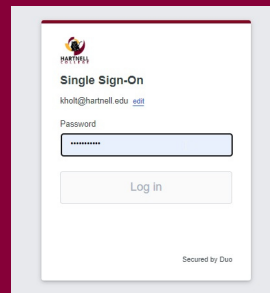 HARTNELL
COLLEGE
Single Sign-On
kholt@hartnell.edu edit
Password
•••••••••••
Log in
Secured by Duo